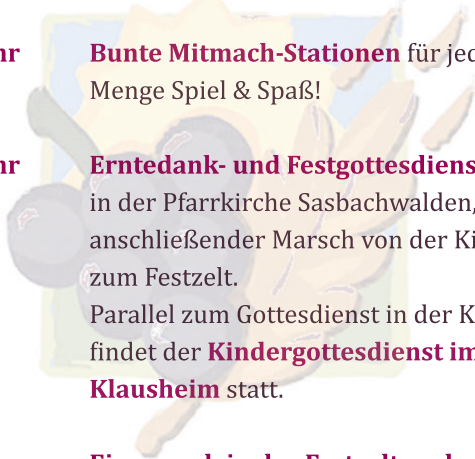 hr Bunte Mitmach-Stationen für jed
Menge Spiel & Spaß!
hr Erntedank- und Festgottesdiens
in der Pfarrkirche Sasbachwalden,
anschließender Marsch von der Ki
zum Festzelt.
Parallel zum Gottesdienst in der K
findet der Kindergottesdienst im
Klausheim statt.